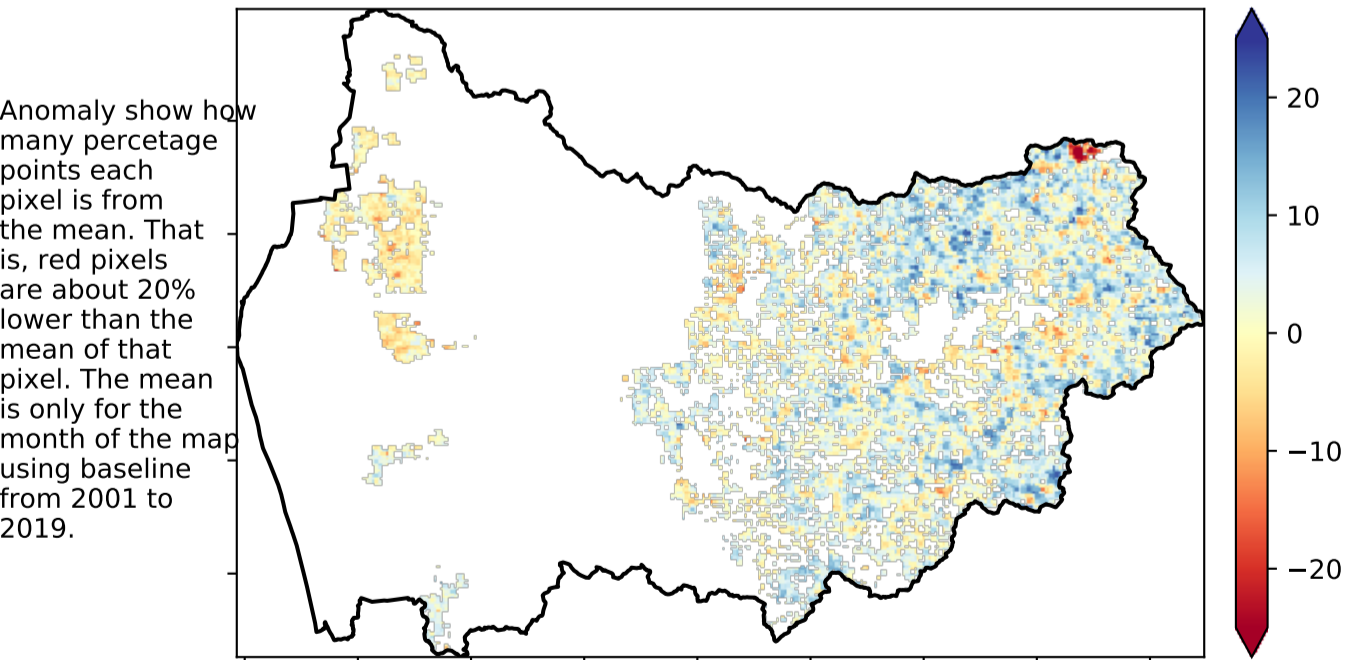 Anomaly show how
many percetage
points each
pixel is from
the mean. That
is, red pixels
are about 20%
lower than the
mean of that
pixel. The mean
is only for the
month of the map
using baseline
from 2001 to
2019.
20
10
0
−10
−20